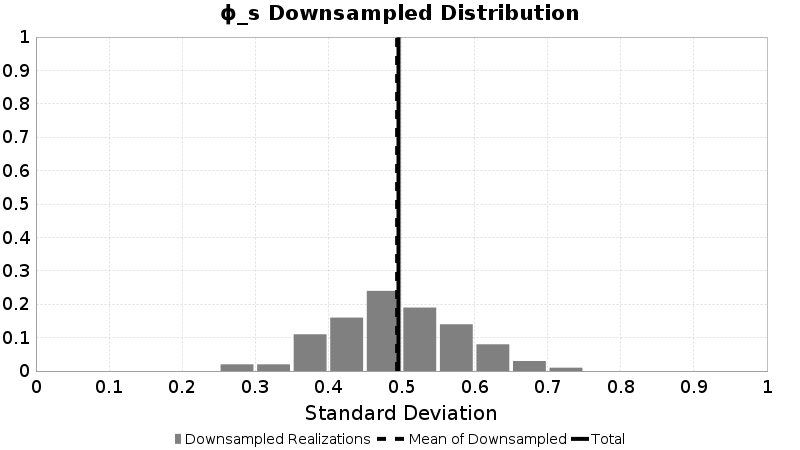 ϕ_s Downsampled Distribution
1
0.9
0.8
0.7
0.6
0.5
0.4
0.3
0.2
0.1
0
0 0.1 0.2 0.3 0.4 0.5 0.6 0.7 0.8 0.9 1
Standard Deviation
Downsampled Realizations Mean of Downsampled Total